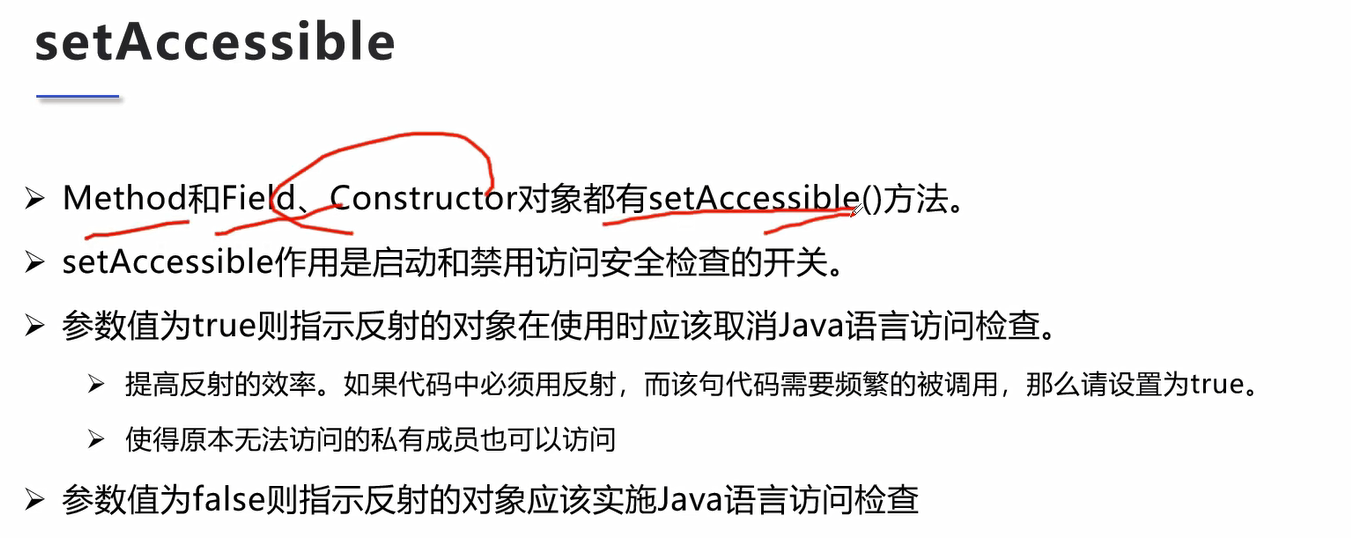 setAccessible
Method和Field、Constructor对象都有setAccessible()方法。
setAccessible作用是启动和禁用访问安全检查的开关。
参数值为true则指示反射的对象在使用时应该取消Java语言访问检查。
提高反射的效率。如果代码中必须用反射，而该句代码需要频繁的被调用，那么请设置为true。
使得原本无法访问的私有成员也可以访问
参数值为false则指示反射的对象应该实施Java语言访问检查